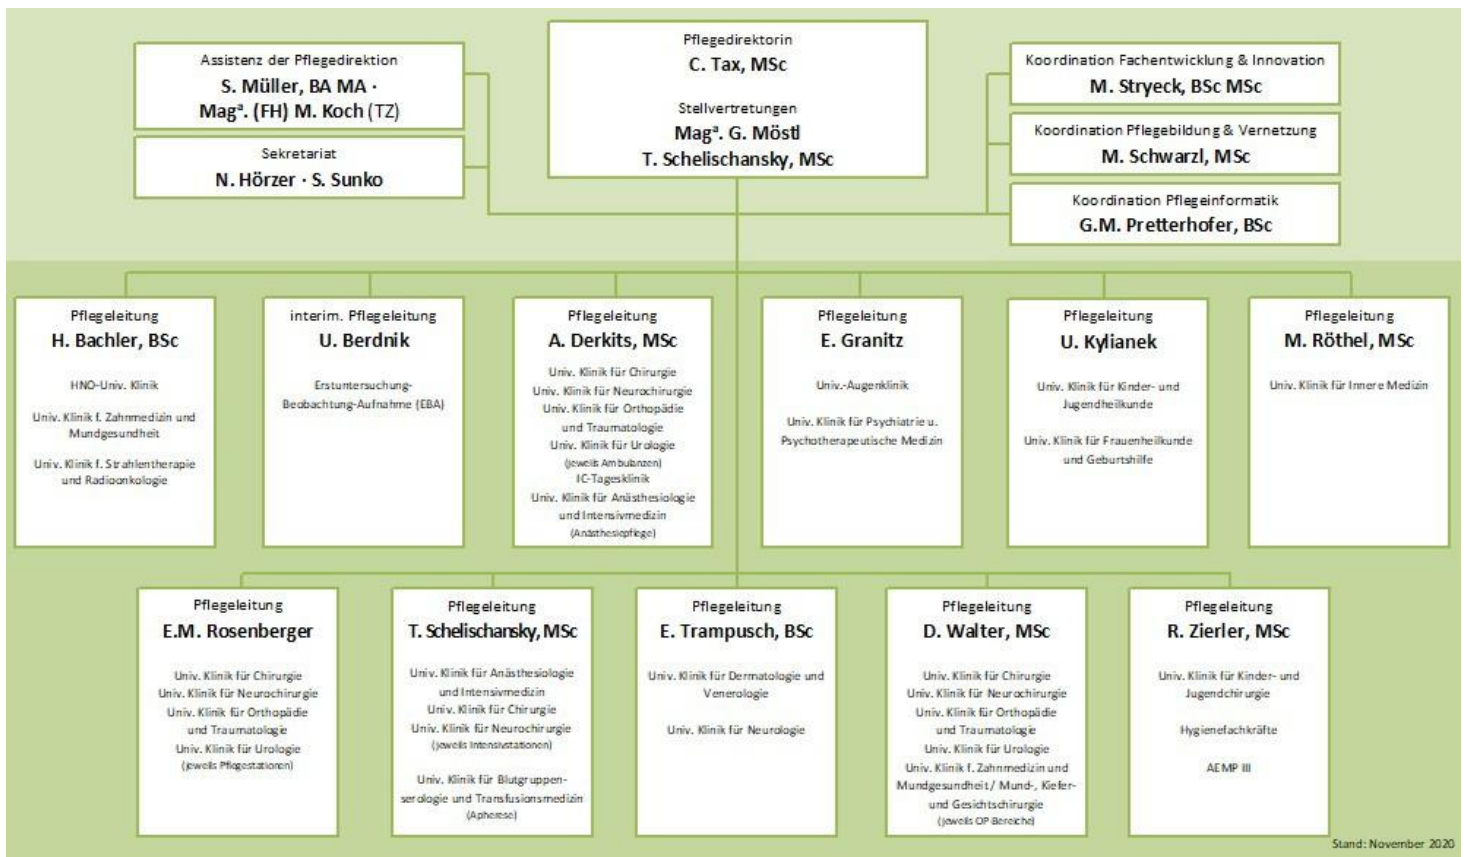 Assistenz der Pflegedirektion
S. Müller, BA MA ·
Magᵃ. (FH) M. Koch (TZ)
Sekretariat
N. Hörzer · S. Sunko
Pflegedirektorin
C. Tax, MSc
Stellvertretungen
Magᵃ. G. Möstl
T. Schelischansky, MSc
Koordination Fachentwicklung & Innovation
M. Stryeck, BSc MSc
Koordination Pflegebildung & Vernetzung
M. Schwarzl, MSc
Koordination Pflegeinformatik
G.M. Pretterhofer, BSc
Pflegeleitung
H. Bachler, BSc
HNO-Univ. Klinik
Univ. Klinik f. Zahnmedizin und
Mundgesundheit
Univ. Klinik f. Strahlentherapie
und Radioonkologie
interim. Pflegeleitung
U. Berdnik
Erstuntersuchung-
Beobachtung-Aufnahme (EBA)
Pflegeleitung
A. Derkits, MSc
Univ. Klinik für Chirurgie
Univ. Klinik für Neurochirurgie
Univ. Klinik für Orthopädie
und Traumatologie
Univ. Klinik für Urologie
(jeweils Ambulanzen)
IC-Tagesklinik
Univ. Klinik für Anästhesiologie
und Intensivmedizin
(Anästhesiepflege)
Pflegeleitung
E. Granitz
Univ.-Augenklinik
Univ. Klinik für Psychiatrie u.
Psychotherapeutische Medizin
Pflegeleitung
U. Kylianek
Univ. Klinik für Kinder- und
Jugendheilkunde
Univ. Klinik für Frauenheilkunde
und Geburtshilfe
Pflegeleitung
M. Röthel, MSc
Univ. Klinik für Innere Medizin
Pflegeleitung
E.M. Rosenberger
Univ. Klinik für Chirurgie
Univ. Klinik für Neurochirurgie
Univ. Klinik für Orthopädie
und Traumatologie
Univ. Klinik für Urologie
(jeweils Pflegestationen)
Pflegeleitung
T. Schelischansky, MSc
Univ. Klinik für Anästhesiologie
und Intensivmedizin
Univ. Klinik für Chirurgie
Univ. Klinik für Neurochirurgie
(jeweils Intensivstationen)
Univ. Klinik für Blutgruppen-
serologie und Transfusionsmedizin
(Apherese)
Pflegeleitung
E. Trampusch, BSc
Univ. Klinik für Dermatologie und
Venerologie
Univ. Klinik für Neurologie
Pflegeleitung
D. Walter, MSc
Univ. Klinik für Chirurgie
Univ. Klinik für Neurochirurgie
Univ. Klinik für Orthopädie
und Traumatologie
Univ. Klinik für Urologie
Univ. Klinik f. Zahnmedizin und
Mundgesundheit / Mund-, Kiefer-
und Gesichtschirurgie
(jeweils OP-Bereiche)
Pflegeleitung
R. Zierler, MSc
Univ. Klinik für Kinder- und
Jugendchirurgie
Hygienefachkräfte
AEMP III
Stand: November 2020